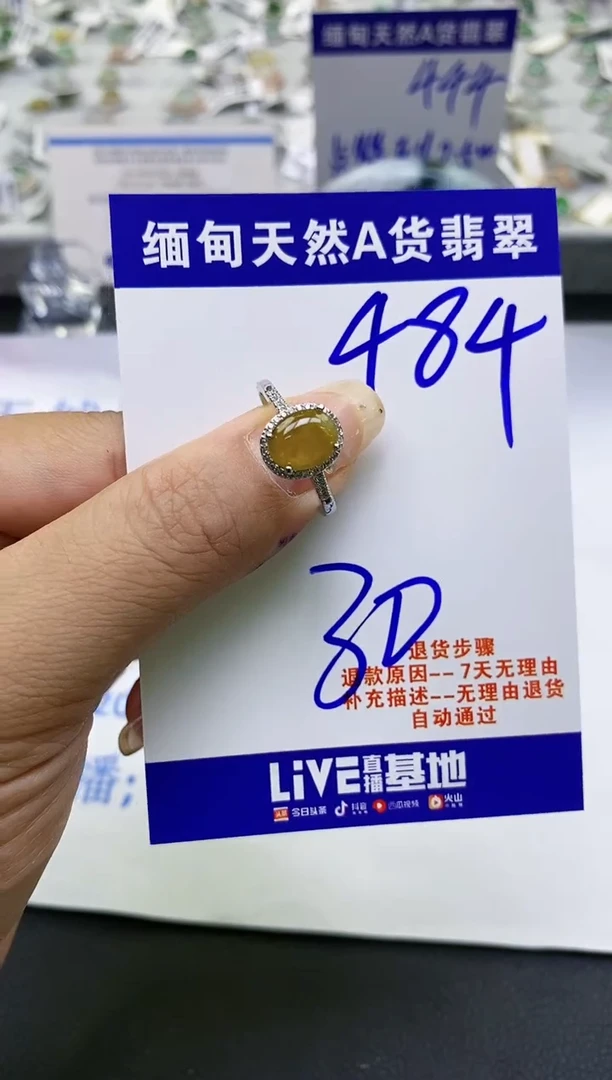 缅甸天然A货翡翠
444
缅甸天然A货翡翠
484
30
退货步骤
退款原因--7天无理由
补充描述--无理由退货
自动通过
LiVE直播基地
今日头条 抖音 西瓜视频 火山
播;